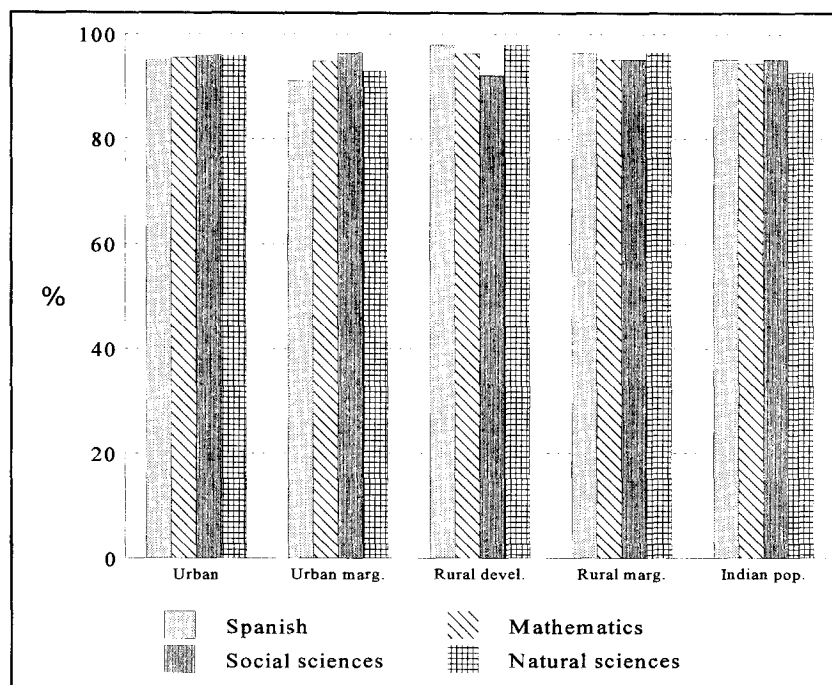 100
80
60
%
40
20
0
Urban Urban marg. Rural devel. Rural marg. Indian pop.
Spanish Mathematics
Social sciences Natural sciences